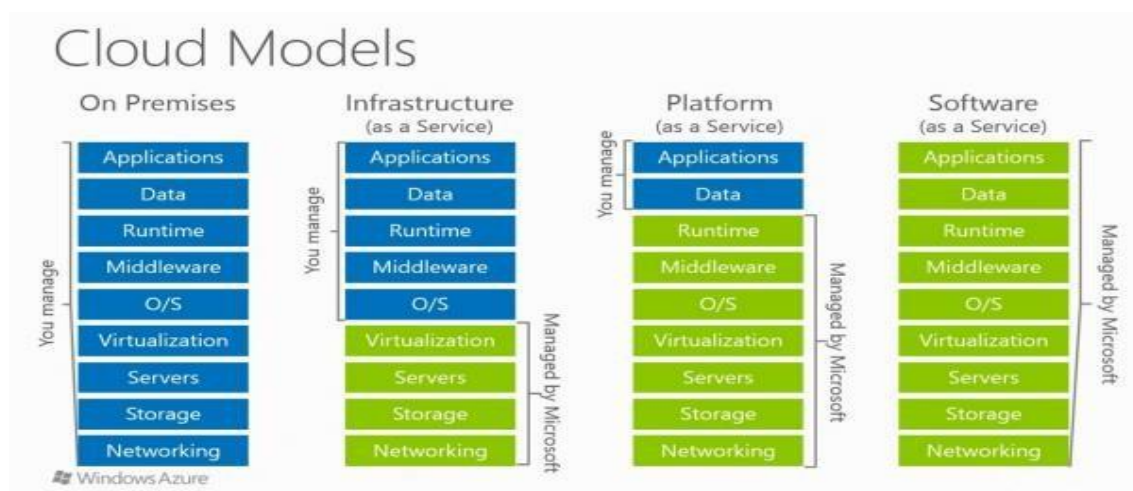 Cloud Models
On Premises
You manage
Applications
Data
Runtime
Middleware
O/S
Virtualization
Servers
Storage
Networking
Infrastructure
(as a Service)
You manage
Applications
Data
Runtime
Middleware
O/S
Virtualization
Servers
Storage
Networking
Managed by Microsoft
Platform
(as a Service)
You manage
Applications
Data
Runtime
Middleware
O/S
Virtualization
Servers
Storage
Networking
Managed by Microsoft
Software
(as a Service)
Applications
Data
Runtime
Middleware
O/S
Virtualization
Servers
Storage
Networking
Managed by Microsoft
Windows Azure